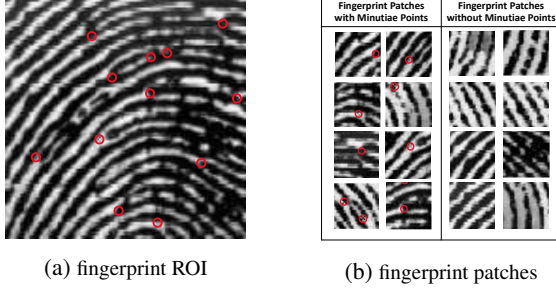 Fingerprint Patches
with Minutiae Points
Fingerprint Patches
without Minutiae Points
(a) fingerprint ROI
(b) fingerprint patches